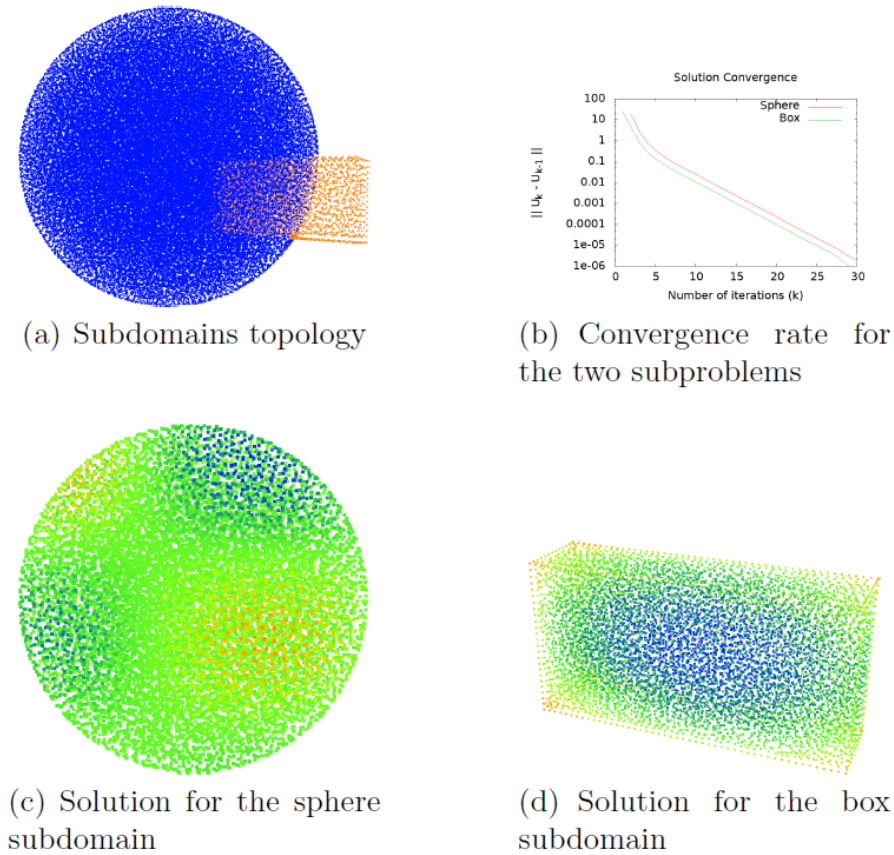 Solution Convergence
Sphere
Box
100
10
1
0.1
0.01
0.001
0.0001
1e-05
1e-06
|| U_k - U_{k-1} ||
0 5 10 15 20 25 30
Number of iterations (k)
(a) Subdomains topology
(b) Convergence rate for
the two subproblems
(c) Solution for the sphere
subdomain
(d) Solution for the box
subdomain